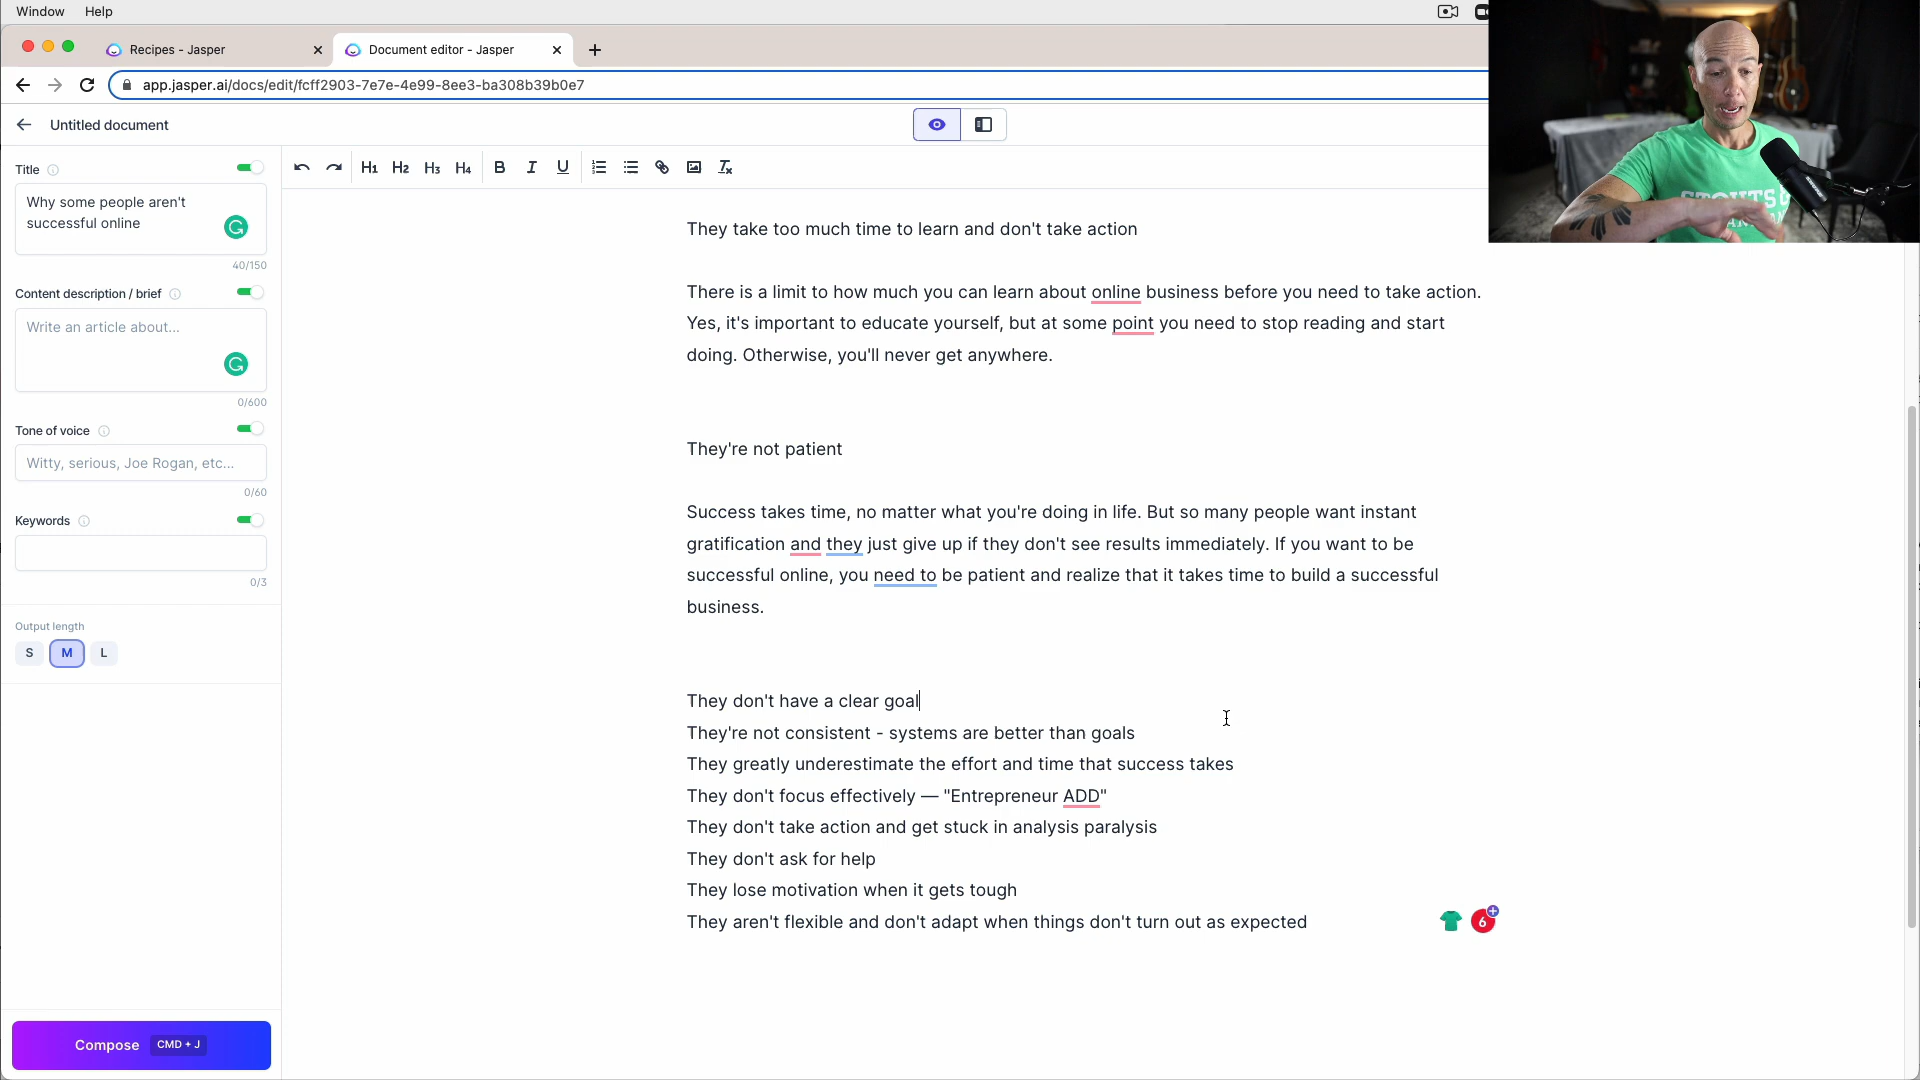 Window Help
Recipes - Jasper
Document editor - Jasper
app.jasper.ai/docs/edit/fcff2903-7e7e-4e99-8ee3-ba308b39b0e7
Untitled document
Title
Why some people aren't
successful online
40/150
Content description / brief
Write an article about...
0/600
Tone of voice
Witty, serious, Joe Rogan, etc...
0/60
Keywords
0/3
Output length
S M L
Compose CMD + J
H1 H2 H3 H4 B I U
They take too much time to learn and don't take action
There is a limit to how much you can learn about online business before you need to take action.
Yes, it's important to educate yourself, but at some point you need to stop reading and start
doing. Otherwise, you'll never get anywhere.
They're not patient
Success takes time, no matter what you're doing in life. But so many people want instant
gratification and they just give up if they don't see results immediately. If you want to be
successful online, you need to be patient and realize that it takes time to build a successful
business.
They don't have a clear goal
They're not consistent - systems are better than goals
They greatly underestimate the effort and time that success takes
They don't focus effectively — "Entrepreneur ADD"
They don't take action and get stuck in analysis paralysis
They don't ask for help
They lose motivation when it gets tough
They aren't flexible and don't adapt when things don't turn out as expected
6